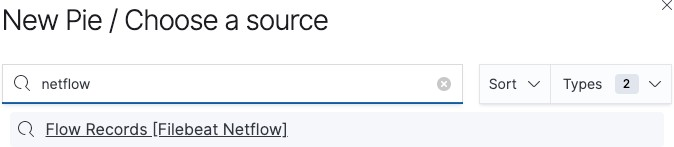 New Pie / Choose a source
netflow
Sort
Types 2
Flow Records [Filebeat Netflow]